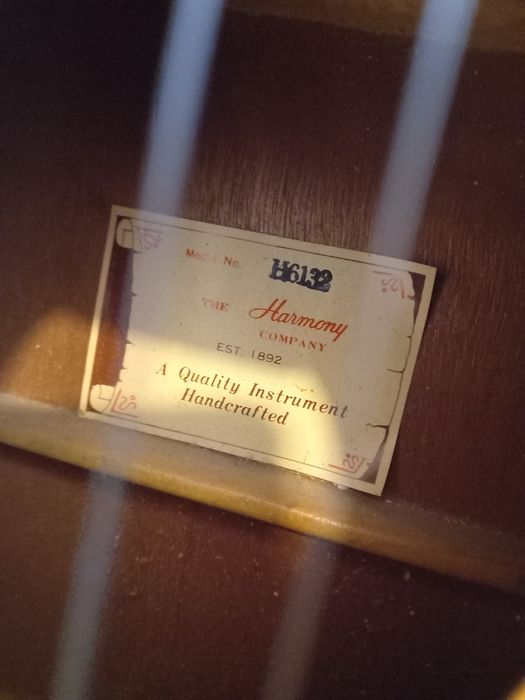 Model No. H6132
THE Harmony
COMPANY
EST. 1892
A Quality Instrument
Handcrafted